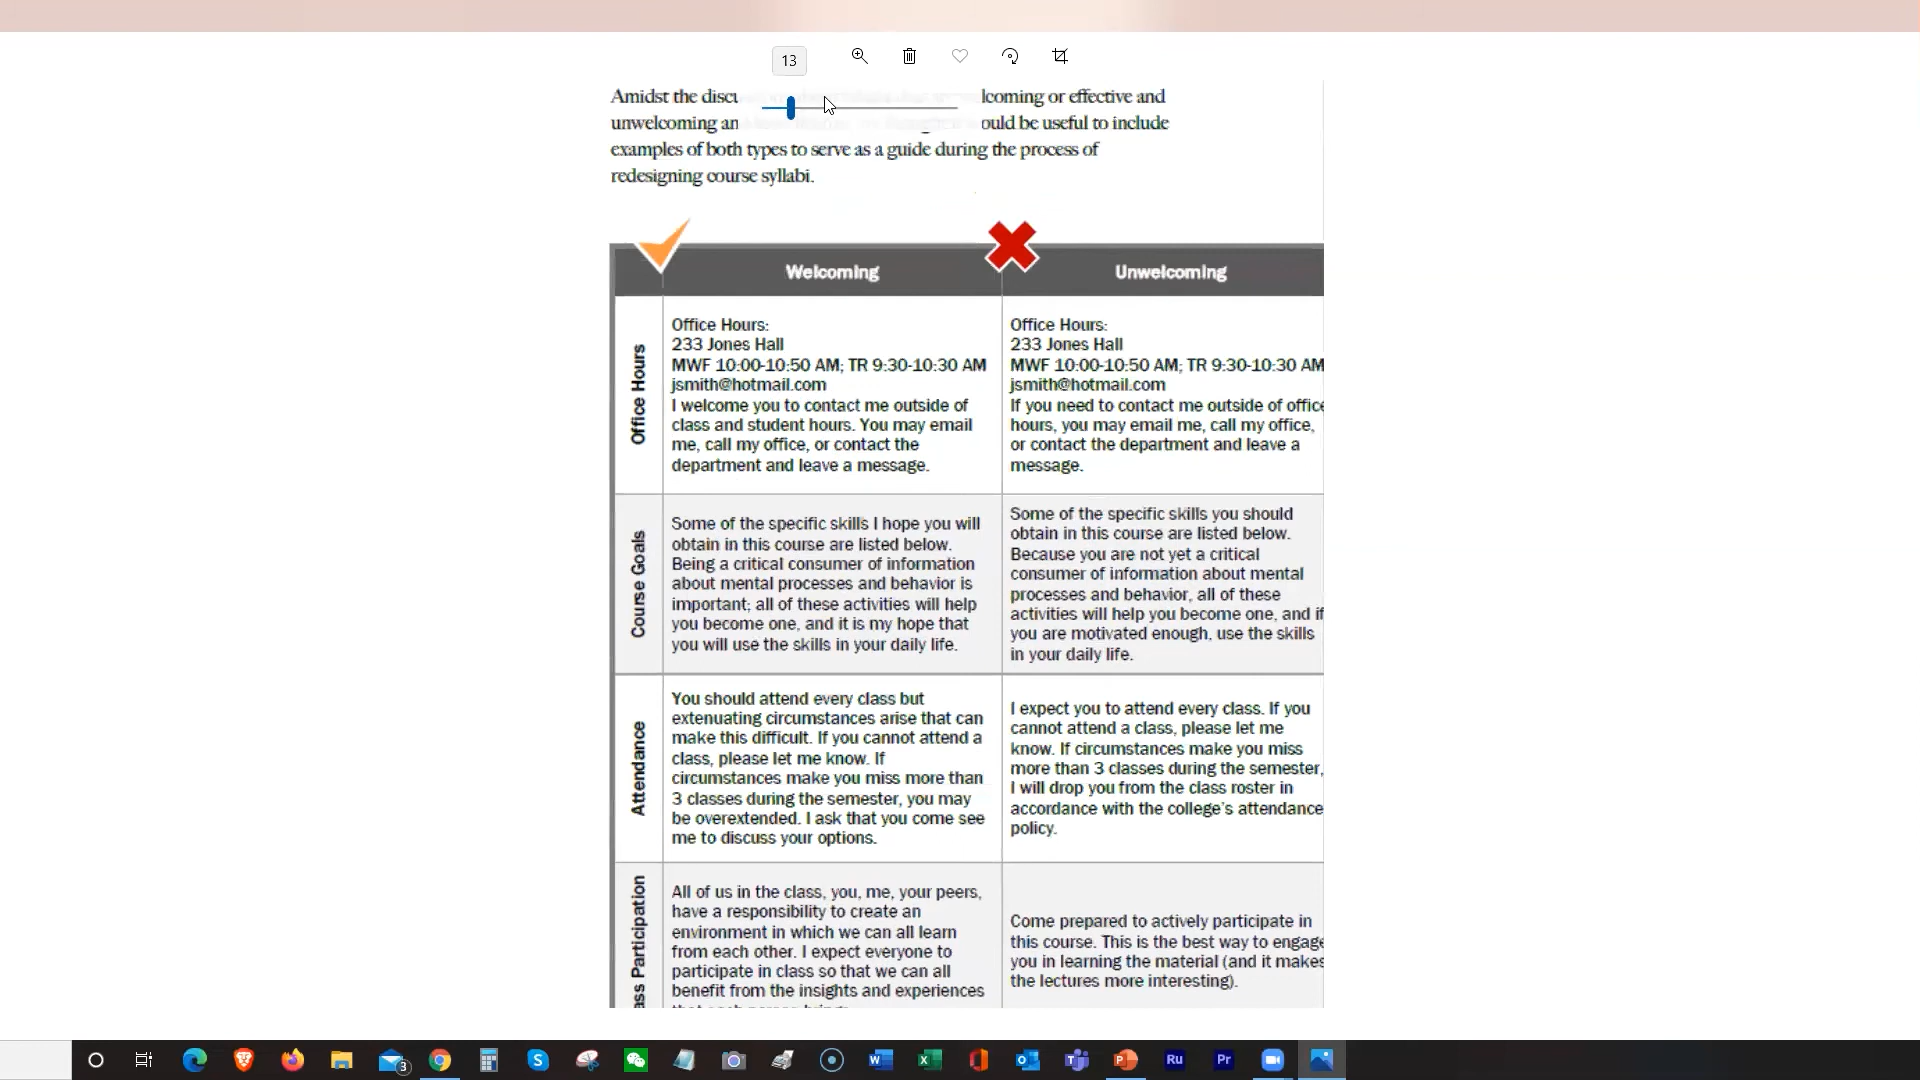 13
Amidst the lcoming or effective and
unwelcoming ould be useful to include
examples of both types to serve as a guide during the process of
redesigning course syllabi.
Welcoming
Unwelcoming
Office Hours
Office Hours:
233 Jones Hall
MWF 10:00-10:50 AM; TR 9:30-10:30 AM
jsmith@hotmail.com
I welcome you to contact me outside of
class and student hours. You may email
me, call my office, or contact the
department and leave a message.
Office Hours:
233 Jones Hall
MWF 10:00-10:50 AM; TR 9:30-10:30 AM
jsmith@hotmail.com
If you need to contact me outside of office
hours, you may email me, call my office,
or contact the department and leave a
message.
Course Goals
Some of the specific skills I hope you will
obtain in this course are listed below.
Being a critical consumer of information
about mental processes and behavior is
important; all of these activities will help
you become one, and it is my hope that
you will use the skills in your daily life.
Some of the specific skills you should
obtain in this course are listed below.
Because you are not yet a critical
consumer of information about mental
processes and behavior, all of these
activities will help you become one, and if
you are motivated enough, use the skills
in your daily life.
Attendance
You should attend every class but
extenuating circumstances arise that can
make this difficult. If you cannot attend a
class, please let me know. If
circumstances make you miss more than
3 classes during the semester, you may
be overextended. I ask that you come see
me to discuss your options.
I expect you to attend every class. If you
cannot attend a class, please let me
know. If circumstances make you miss
more than 3 classes during the semester,
I will drop you from the class roster in
accordance with the college's attendance
policy.
ass Participation
All of us in the class, you, me, your peers,
have a responsibility to create an
environment in which we can all learn
from each other. I expect everyone to
participate in class so that we can all
benefit from the insights and experiences
Come prepared to actively participate in
this course. This is the best way to engage
you in learning the material (and it makes
the lectures more interesting).
3
Ru
Pr